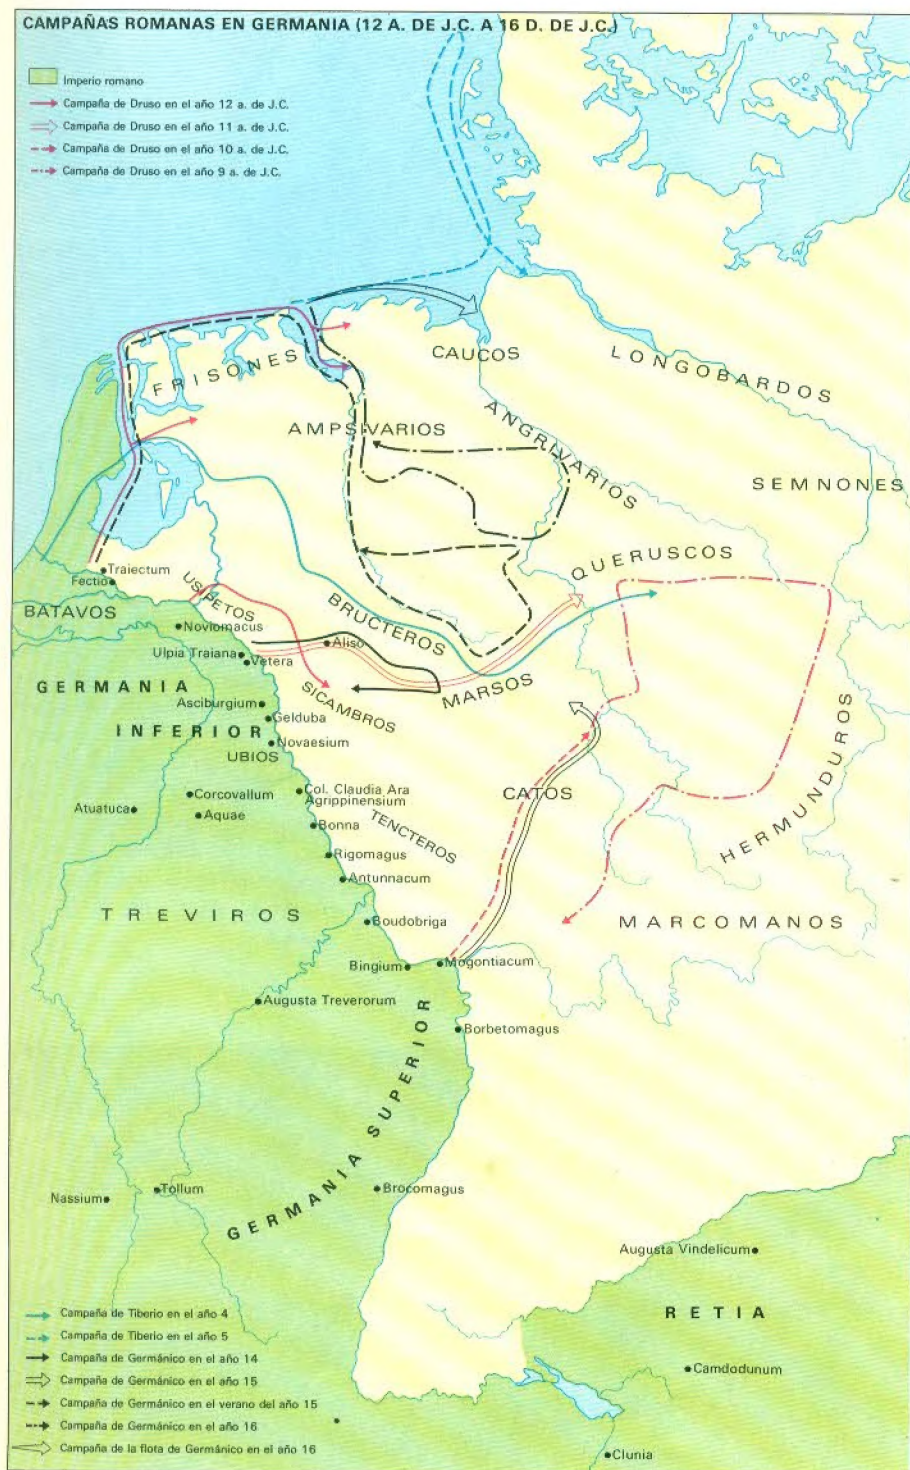 CAMPAÑAS ROMANAS EN GERMANIA (12 A. DE J.C. A 16 D. DE J.C.)
Imperio romano
Campaña de Druso en el año 12 a. de J.C.
Campaña de Druso en el año 11 a. de J.C.
Campaña de Druso en el año 10 a. de J.C.
Campaña de Druso en el año 9 a. de J.C.
FRISONES
CAUCOS
LONGOBARDOS
AMPSIVARIOS
ANGRIVARIOS
SEMNONES
Traiectum
Fectio
QUERUSCOS
USIPETOS
BATAVOS
BRUCTEROS
Noviomacus
Aliso
Ulpia Traiana
Vetera
GERMANIA
INFERIOR
SICAMBROS
MARSOS
Asciburgium
Gelduba
Novaesium
UBIOS
HERMUNDUROS
Col. Claudia Ara
Agrippinensium
CATOS
Corcovallum
Atuatuca
Aquae
Bonna
TENCTEROS
Rigomagus
Antunnacum
TREVIROS
Boudobriga
MARCOMANOS
Bingium
Mogontiacum
Augusta Treverorum
Borbetomagus
GERMANIA SUPERIOR
Tollum
Nassium
Brocomagus
Augusta Vindelicum
RETIA
Camdodunum
Clunia
Campaña de Tiberio en el año 4
Campaña de Tiberio en el año 5
Campaña de Germánico en el año 14
Campaña de Germánico en el año 15
Campaña de Germánico en el verano del año 15
Campaña de Germánico en el año 16
Campaña de la flota de Germánico en el año 16